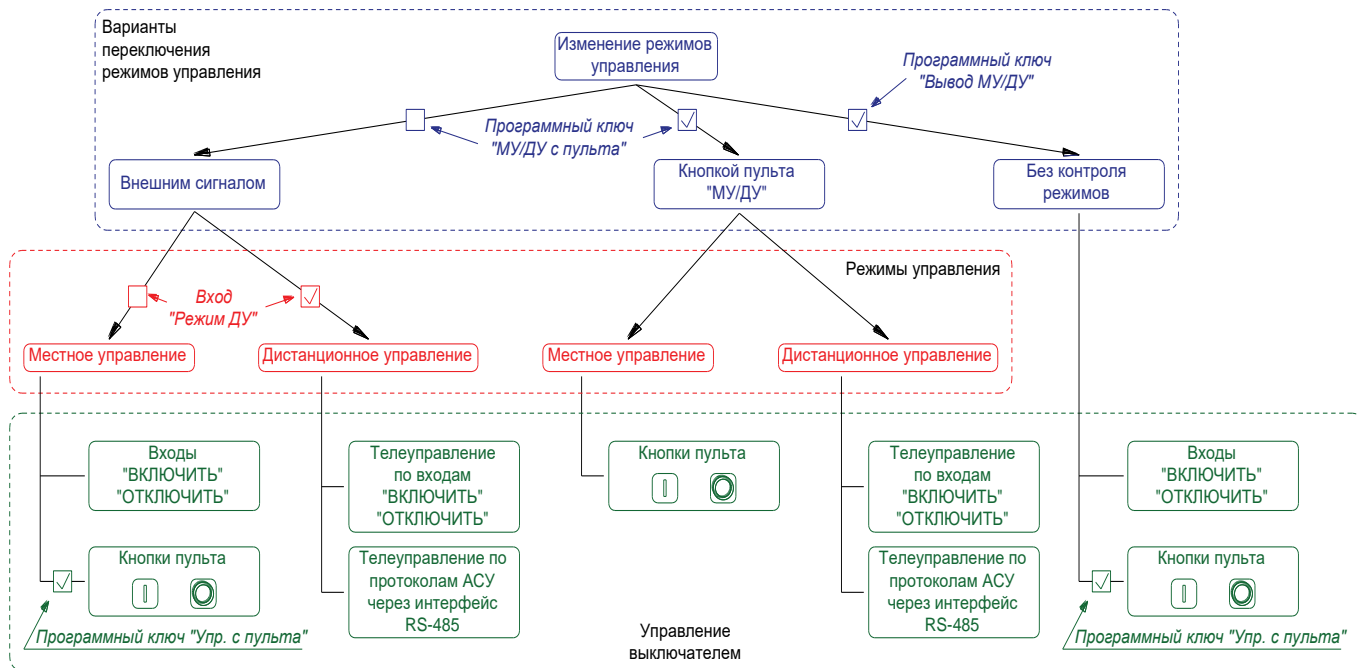 Варианты
переключения
режимов управления
Изменение режимов
управления
Программный ключ
"Вывод МУ/ДУ"
Программный ключ
"МУ/ДУ с пульта"
Внешним сигналом
Кнопкой пульта
"МУ/ДУ"
Без контроля
режимов
Режимы управления
Вход
"Режим ДУ"
Местное управление
Дистанционное управление
Местное управление
Дистанционное управление
Входы
"ВКЛЮЧИТЬ"
"ОТКЛЮЧИТЬ"
Телеуправление
по входам
"ВКЛЮЧИТЬ"
"ОТКЛЮЧИТЬ"
Кнопки пульта
Телеуправление
по входам
"ВКЛЮЧИТЬ"
"ОТКЛЮЧИТЬ"
Входы
"ВКЛЮЧИТЬ"
"ОТКЛЮЧИТЬ"
Кнопки пульта
Телеуправление по
протоколам АСУ
через интерфейс
RS-485
Телеуправление по
протоколам АСУ
через интерфейс
RS-485
Кнопки пульта
Программный ключ "Упр. с пульта"
Управление
выключателем
Программный ключ "Упр. с пульта"